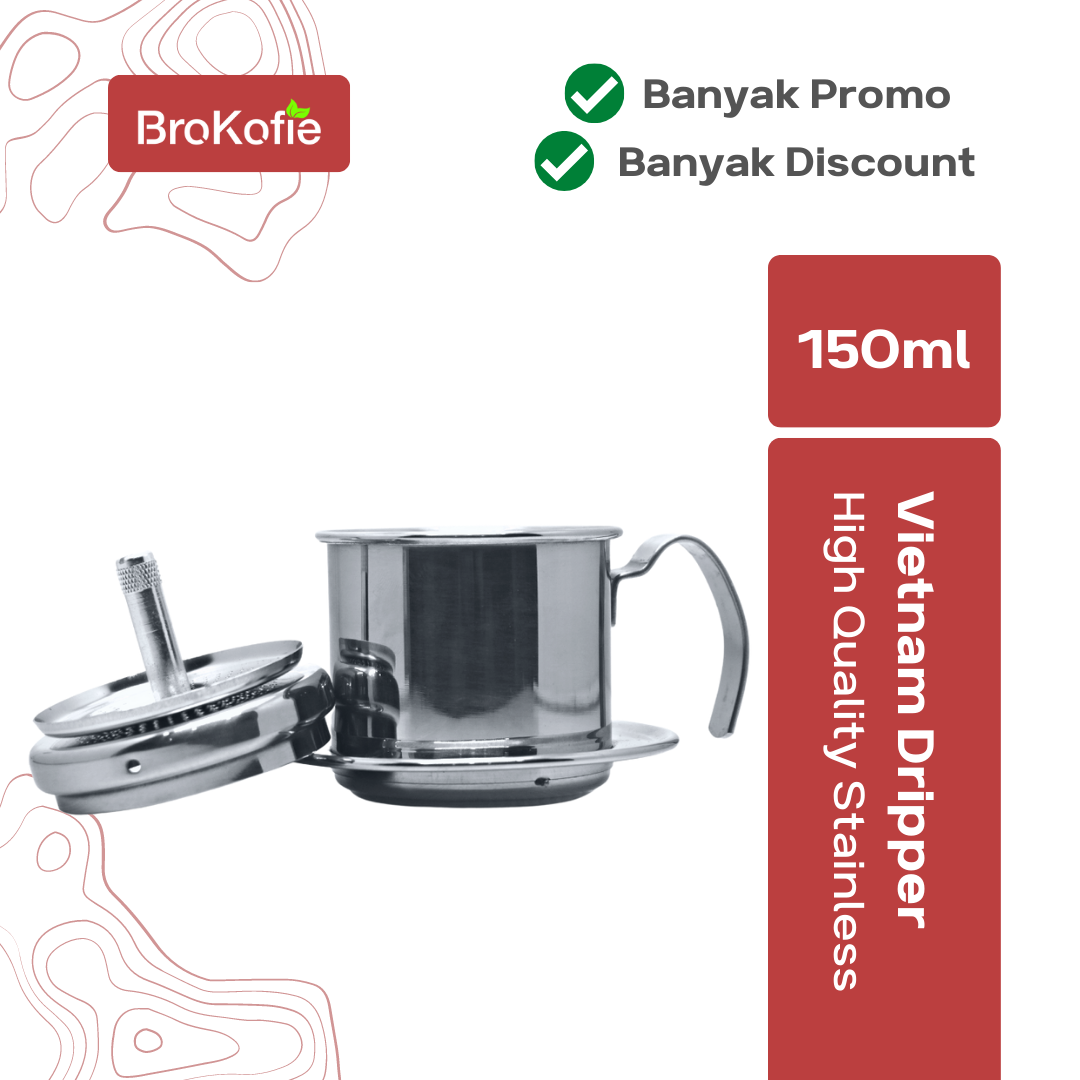 BroKofie
Banyak Promo
Banyak Discount
150ml
Vietnam Dripper
High Quality Stainless